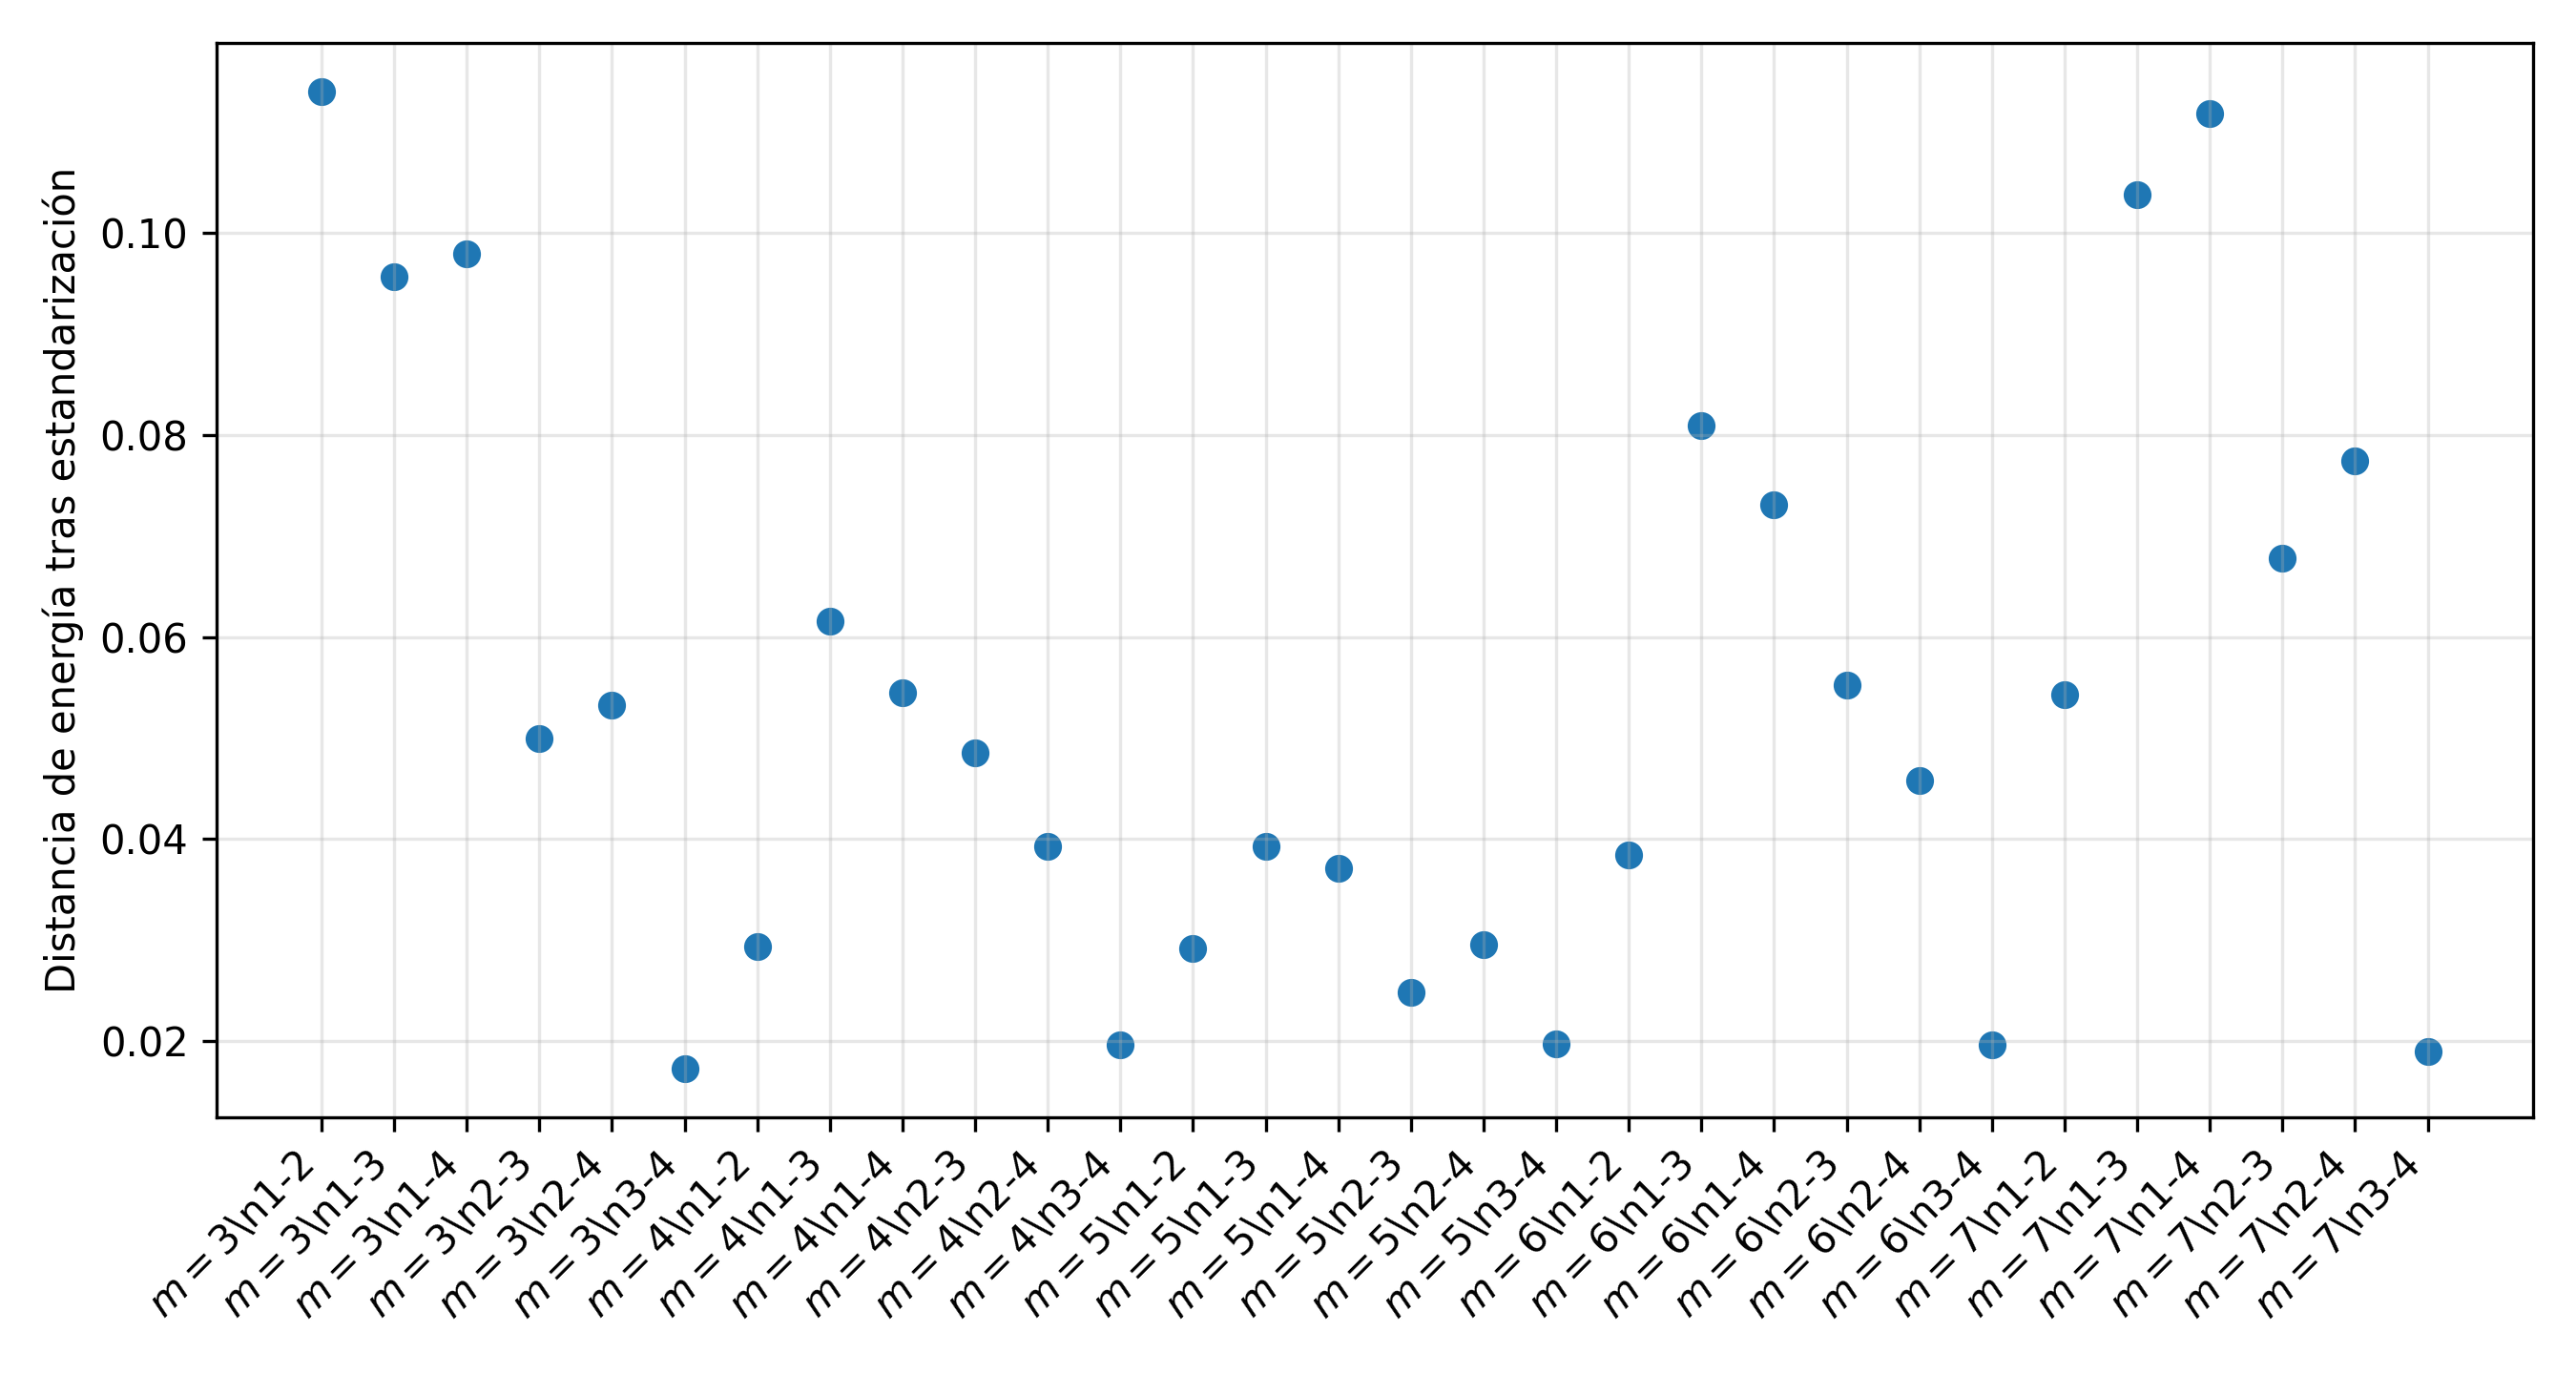 Distancia de energía tras estandarización
0.10
0.08
0.06
0.04
0.02
m = 3\n1-2
m = 3\n1-3
m = 3\n1-4
m = 3\n2-3
m = 3\n2-4
m = 3\n3-4
m = 4\n1-2
m = 4\n1-3
m = 4\n1-4
m = 4\n2-3
m = 4\n2-4
m = 4\n3-4
m = 5\n1-2
m = 5\n1-3
m = 5\n1-4
m = 5\n2-3
m = 5\n2-4
m = 5\n3-4
m = 6\n1-2
m = 6\n1-3
m = 6\n1-4
m = 6\n2-3
m = 6\n2-4
m = 6\n3-4
m = 7\n1-2
m = 7\n1-3
m = 7\n1-4
m = 7\n2-3
m = 7\n2-4
m = 7\n3-4